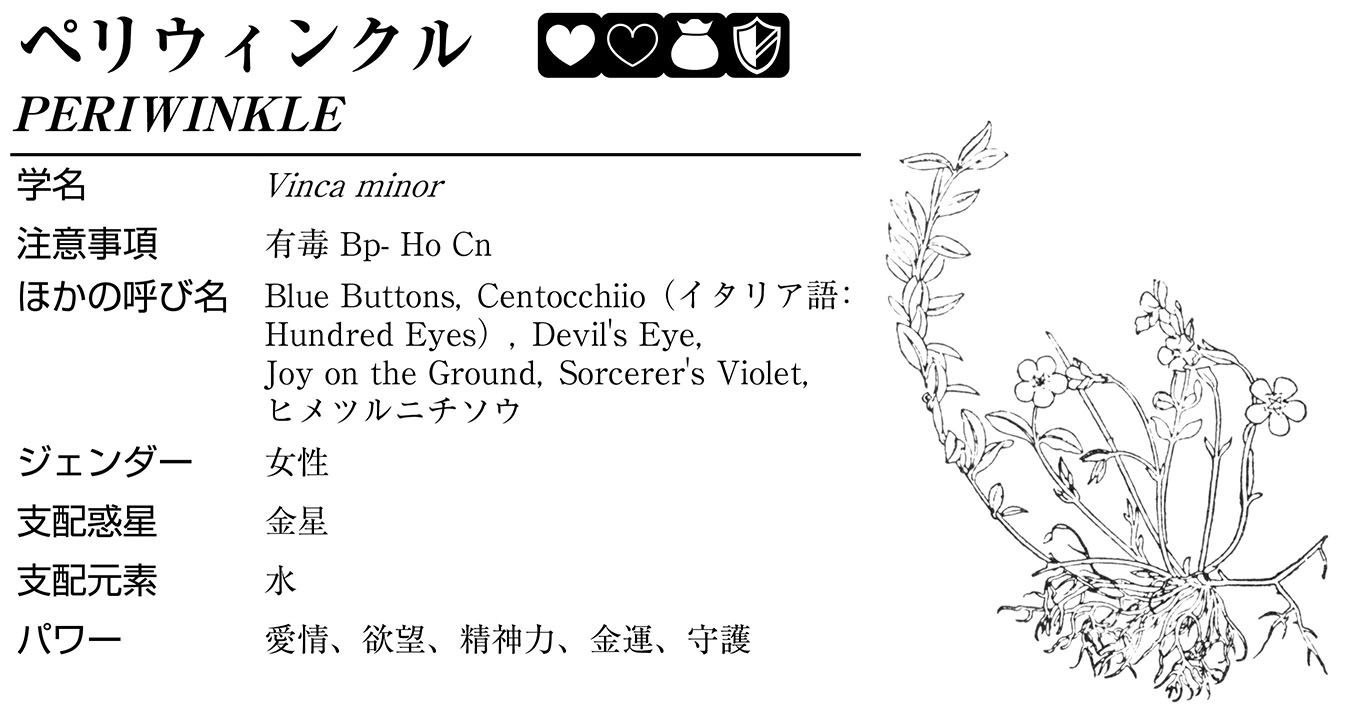 ペリウィンクル
PERIWINKLE
学名 Vinca minor
注意事項 有毒 Bp- Ho Cn
ほかの呼び名 Blue Buttons, Centocchiio（イタリア語：
Hundred Eyes）, Devil's Eye,
Joy on the Ground, Sorcerer's Violet,
ヒメツルニチソウ
ジェンダー 女性
支配惑星 金星
支配元素 水
パワー 愛情、欲望、精神力、金運、守護